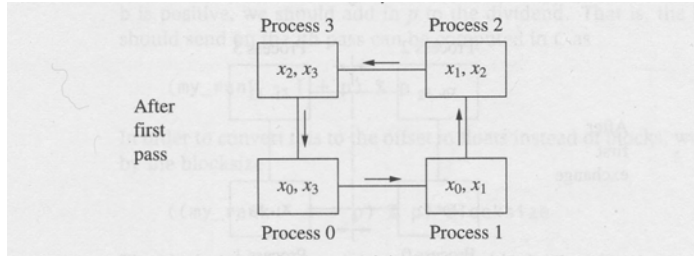 Process 3 Process 2
x₂, x₃ x₁, x₂
After
first
pass
x₀, x₃ x₀, x₁
Process 0 Process 1